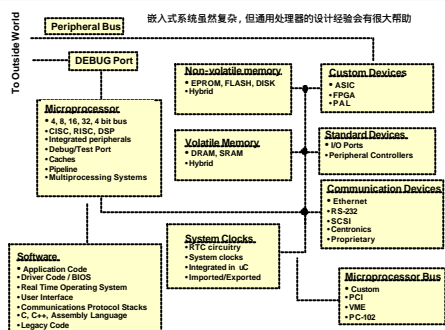 嵌入式系统虽然复杂，但通用处理器的设计经验会有很大帮助
To Outside World
Peripheral Bus
DEBUG Port
Microprocessor
• 4, 8, 16, 32, 4 bit bus
• CISC, RISC, DSP
• Integrated peripherals
• Debug/Test Port
• Caches
• Pipeline
• Multiprocessing Systems
Non-volatile memory
• EPROM, FLASH, DISK
• Hybrid
Volatile Memory
• DRAM, SRAM
• Hybrid
Custom Devices
• ASIC
• FPGA
• PAL
Standard Devices
• I/O Ports
• Peripheral Controllers
Communication Devices
• Ethernet
• RS-232
• SCSI
• Centronics
• Proprietary
System Clocks
• RTC circuitry
• System clocks
• Integrated in uC
• Imported/Exported
Software
• Application Code
• Driver Code / BIOS
• Real Time Operating System
• User Interface
• Communications Protocol Stacks
• C, C++, Assembly Language
• Legacy Code
Microprocessor Bus
• Custom
• PCI
• VME
• PC-102